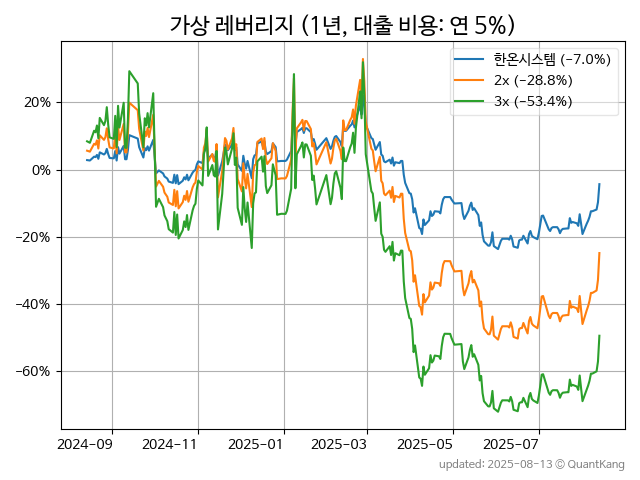 가상 레버리지 (1년, 대출 비용: 연 5%)
한온시스템 (−7.0%)
2x (−28.8%)
3x (−53.4%)
20%
0%
−20%
−40%
−60%
2024-09 2024-11 2025-01 2025-03 2025-05 2025-07
updated: 2025-08-13 © QuantKang